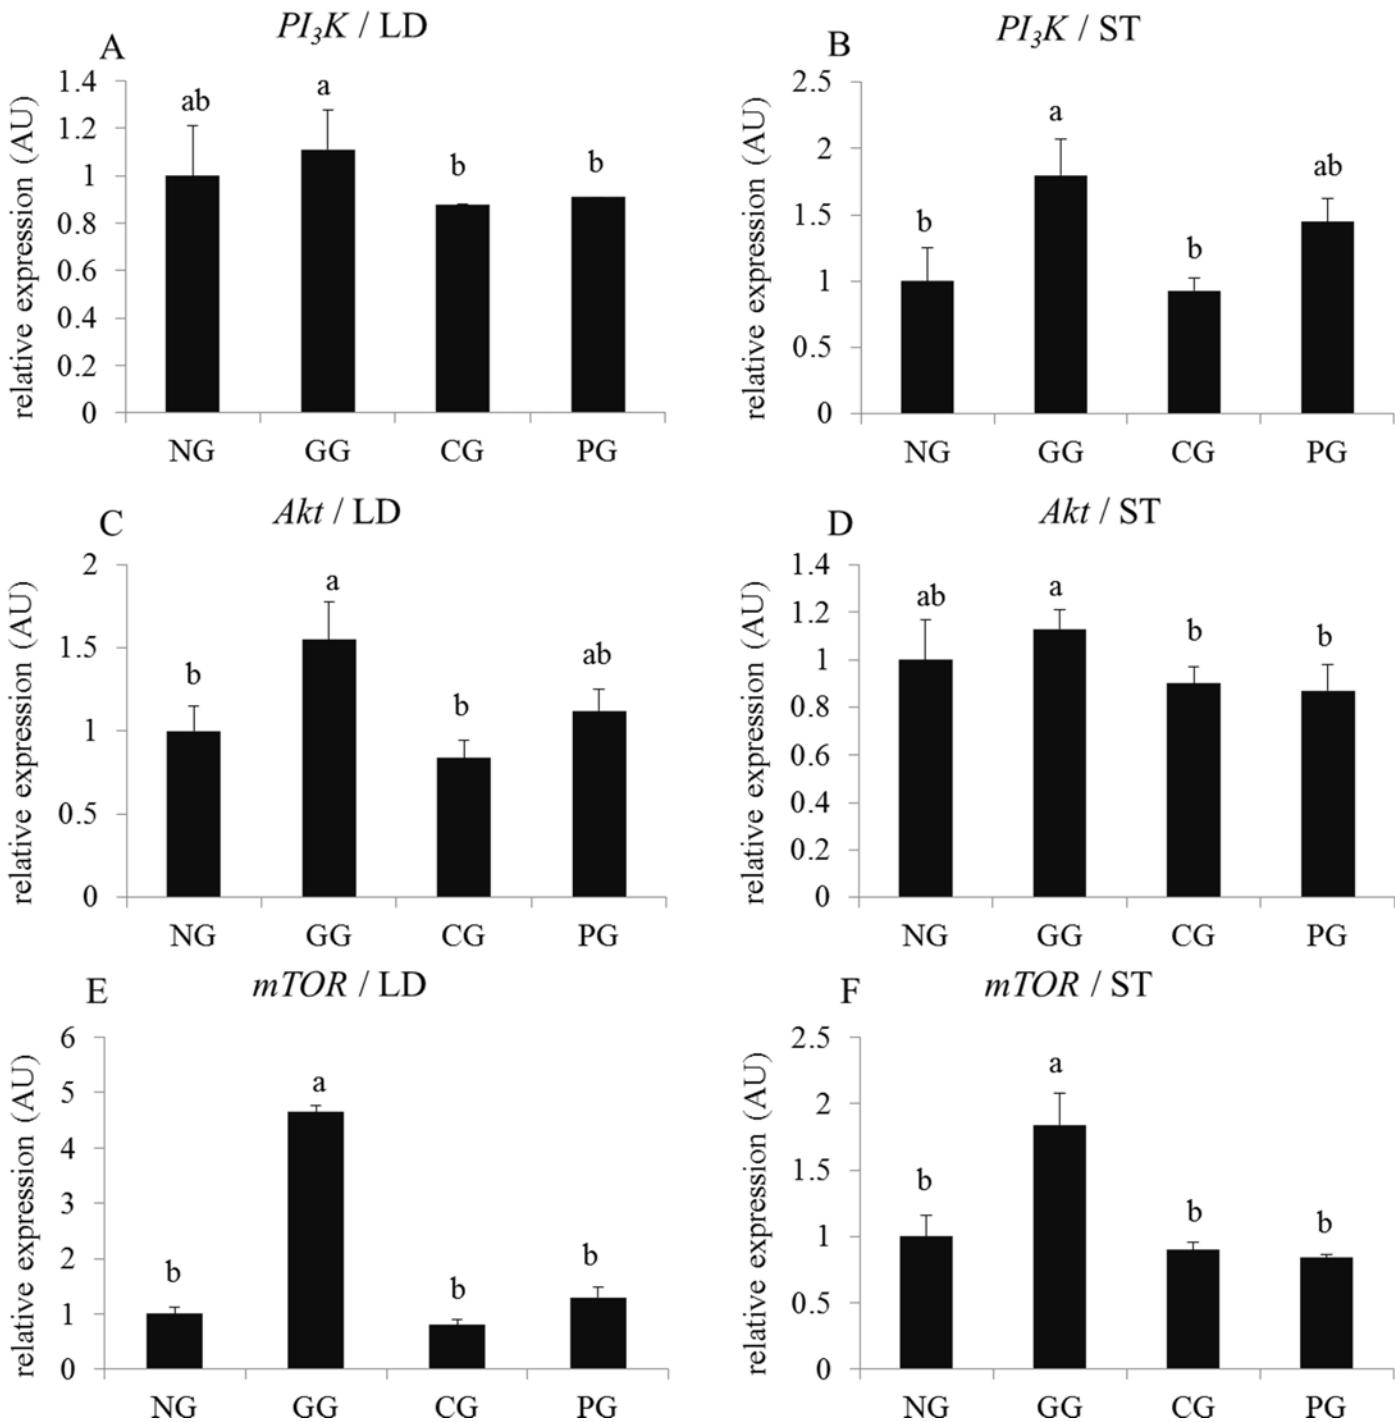 A
PI₃K / LD
relative expression (AU)
1.4
1.2
1
0.8
0.6
0.4
0.2
0
ab
a
b
b
NG GG CG PG
B
PI₃K / ST
relative expression (AU)
2.5
2
1.5
1
0.5
0
b
a
b
ab
NG GG CG PG
C
Akt / LD
relative expression (AU)
2
1.5
1
0.5
0
b
a
b
ab
NG GG CG PG
D
Akt / ST
relative expression (AU)
1.4
1.2
1
0.8
0.6
0.4
0.2
0
ab
a
b
b
NG GG CG PG
E
mTOR / LD
relative expression (AU)
6
5
4
3
2
1
0
b
a
b
b
NG GG CG PG
F
mTOR / ST
relative expression (AU)
2.5
2
1.5
1
0.5
0
b
a
b
b
NG GG CG PG